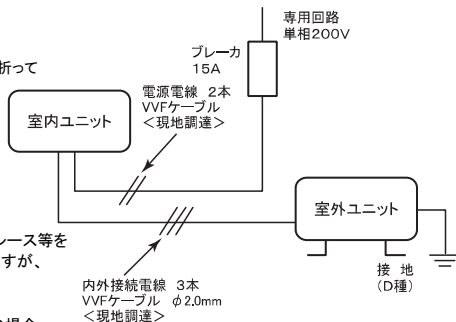 専用回路
単相200V
ブレーカ
15A
折って
電源電線 2本
VVFケーブル
<現地調達>
室内ユニット
室外ユニット
レース等を
すが、
接 地
(D種)
内外接続電線 3本
VVFケーブル φ2.0mm
<現地調達>